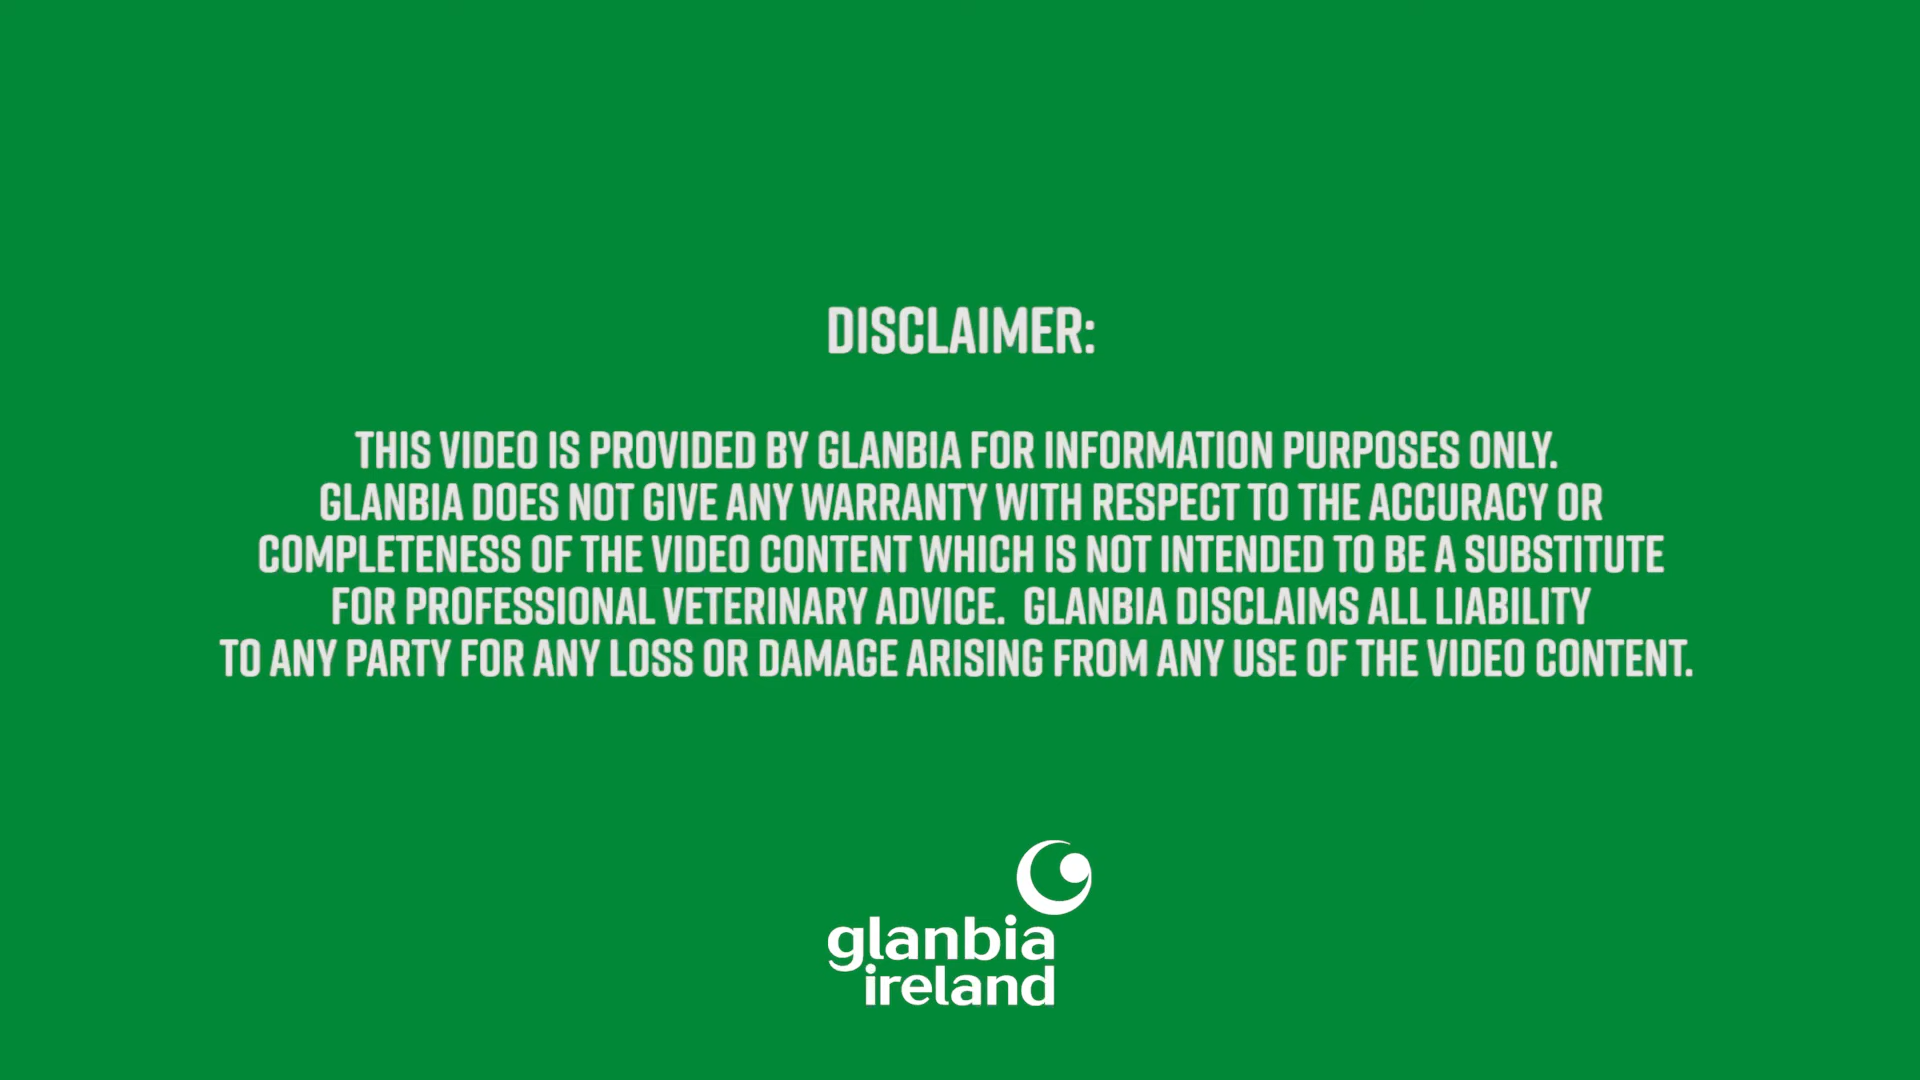 DISCLAIMER:
THIS VIDEO IS PROVIDED BY GLANBIA FOR INFORMATION PURPOSES ONLY.
GLANBIA DOES NOT GIVE ANY WARRANTY WITH RESPECT TO THE ACCURACY OR
COMPLETENESS OF THE VIDEO CONTENT WHICH IS NOT INTENDED TO BE A SUBSTITUTE
FOR PROFESSIONAL VETERINARY ADVICE. GLANBIA DISCLAIMS ALL LIABILITY
TO ANY PARTY FOR ANY LOSS OR DAMAGE ARISING FROM ANY USE OF THE VIDEO CONTENT.
glanbia
ireland